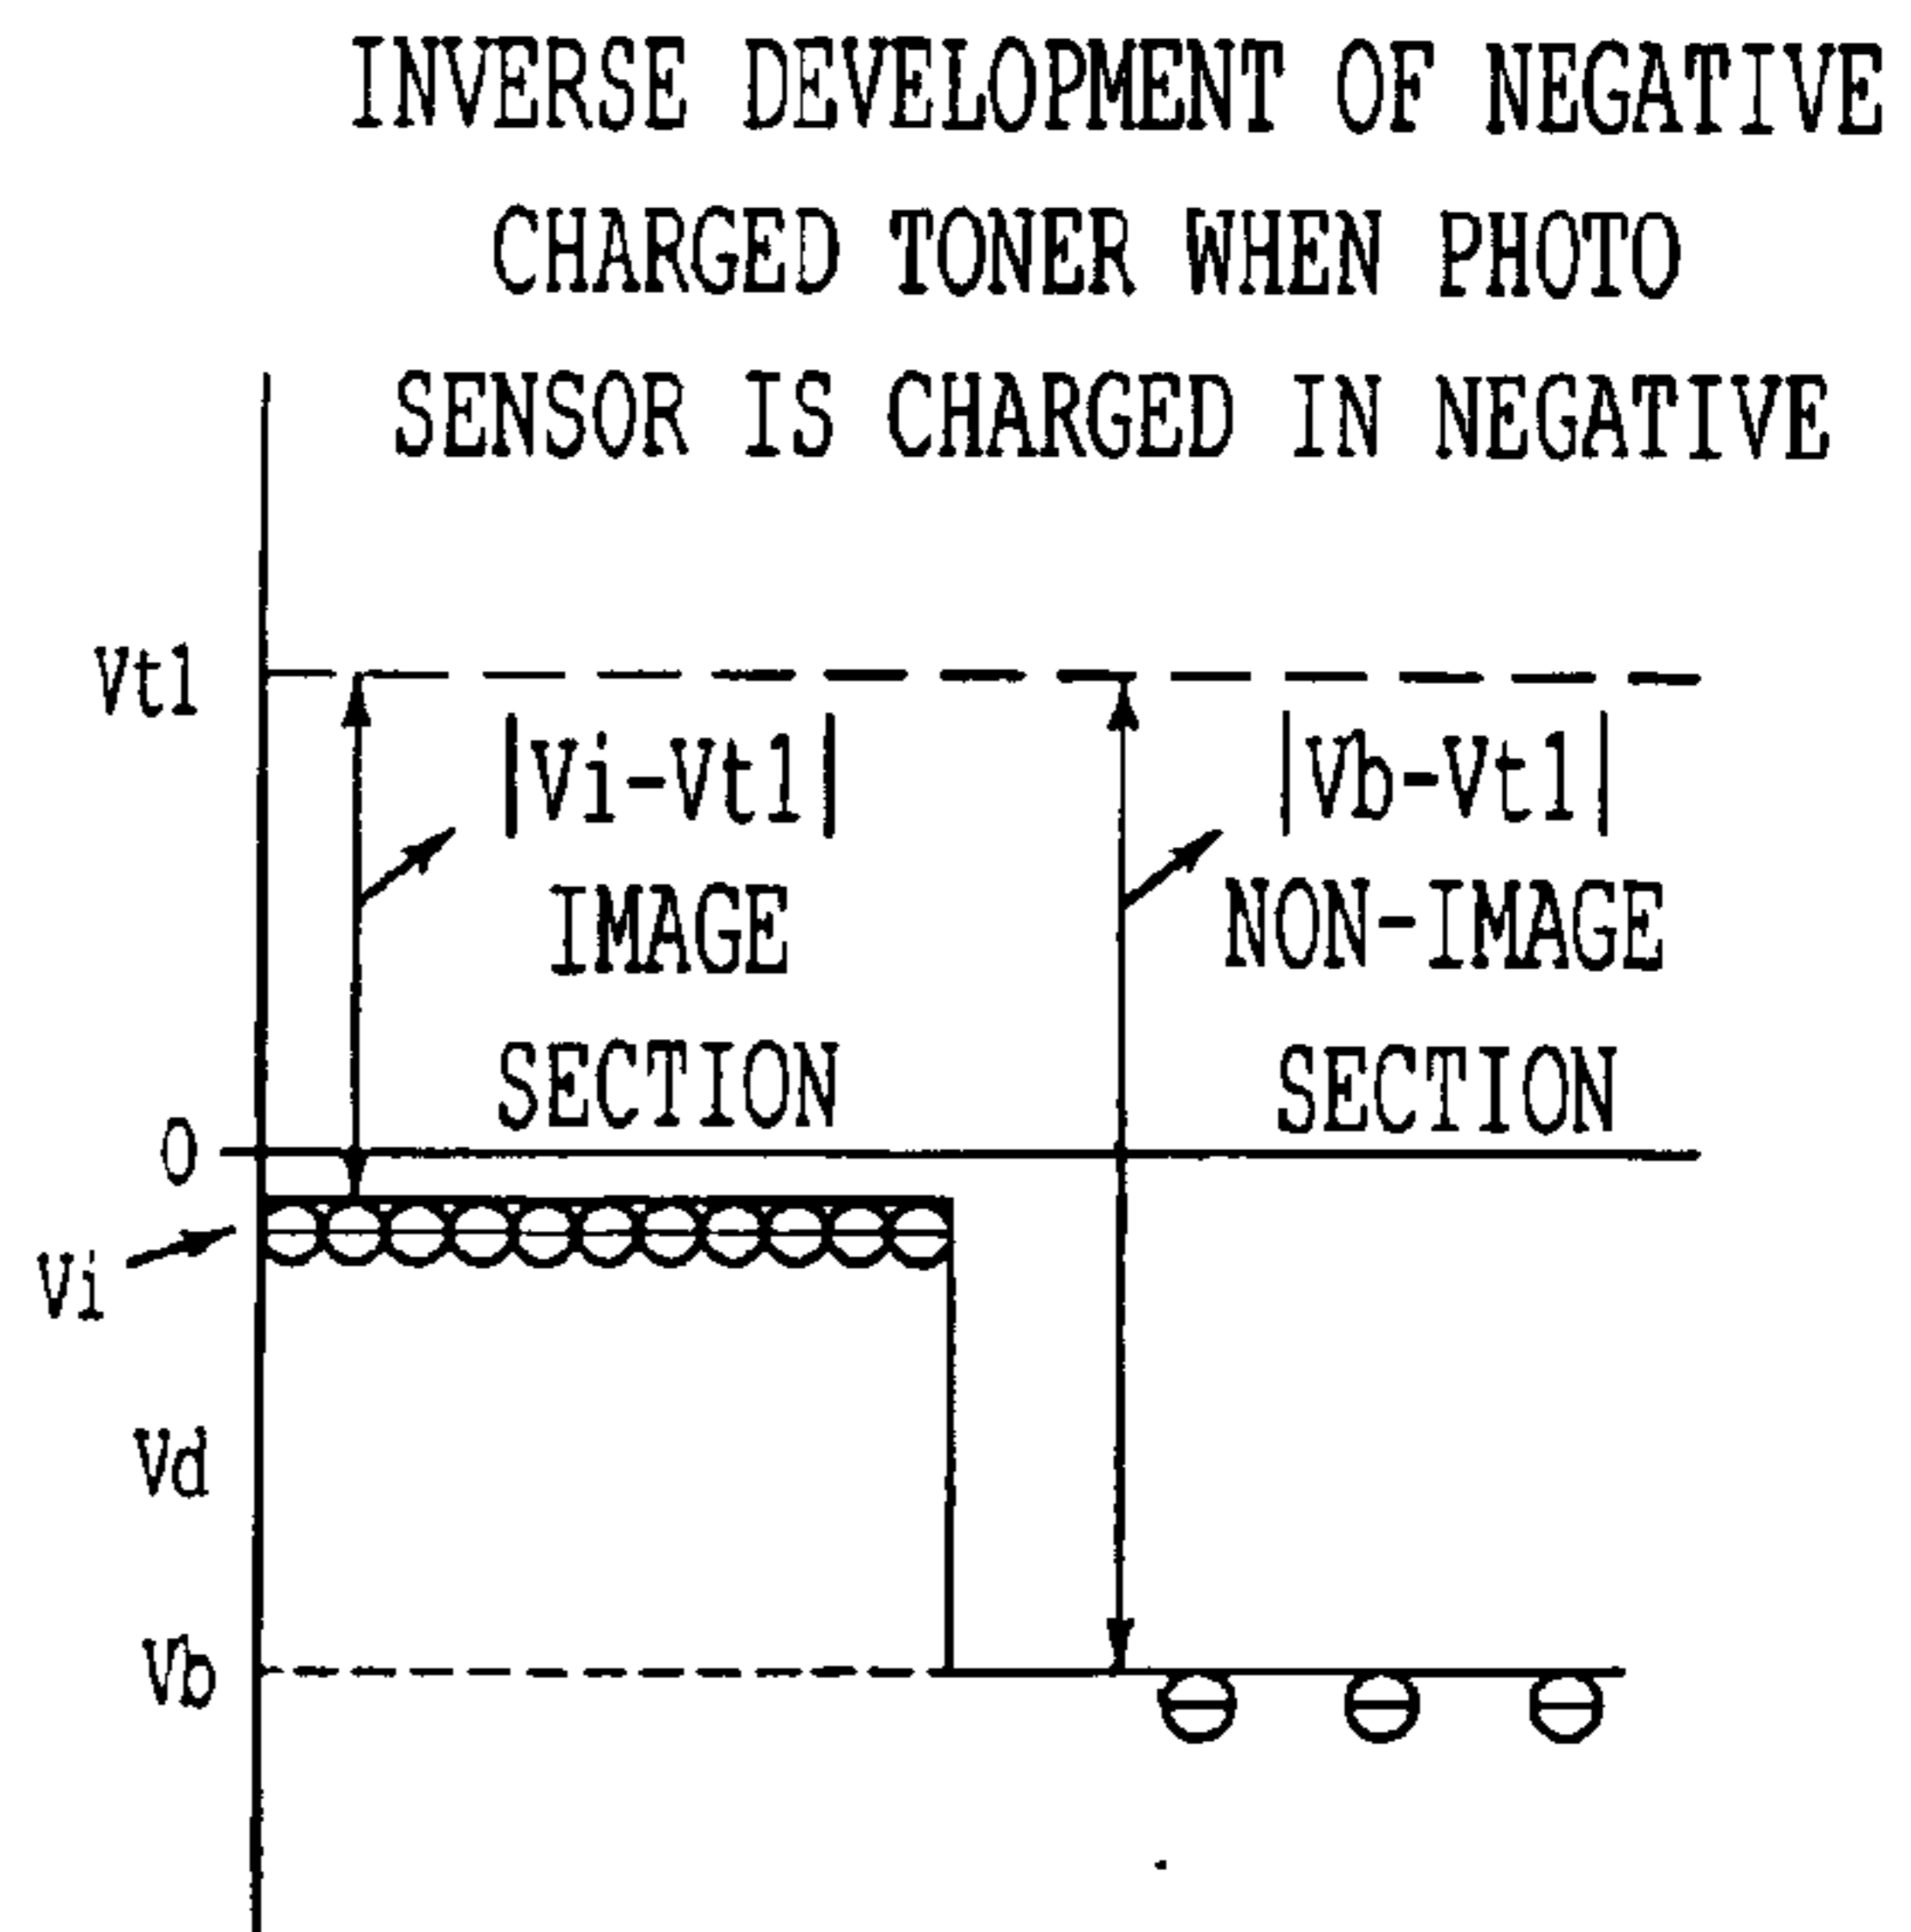 INVERSE DEVELOPMENT OF NEGATIVE
CHARGED TONER WHEN PHOTO
SENSOR IS CHARGED IN NEGATIVE
Vt1
|Vi-Vt1|
IMAGE
SECTION
|Vb-Vt1|
NON-IMAGE
SECTION
0
Vi
Vd
Vb